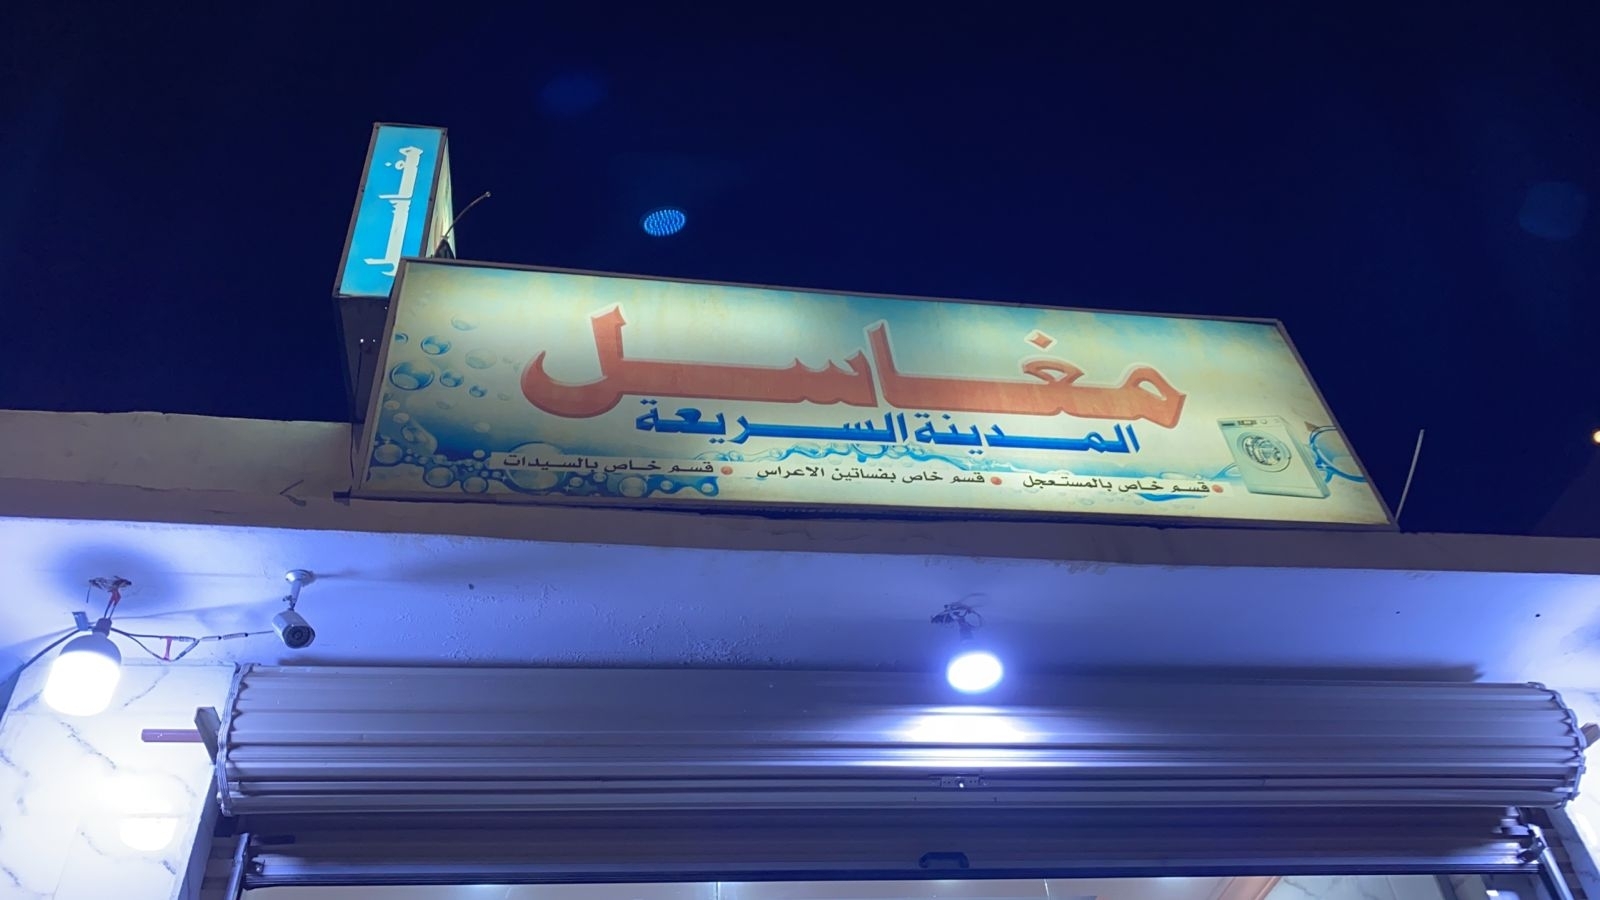 مغاسل
مغاسل
المدينة السريعة
• قسم خاص بالمستعجل • قسم خاص بفساتين الاعراس • قسم خاص بالسيدات